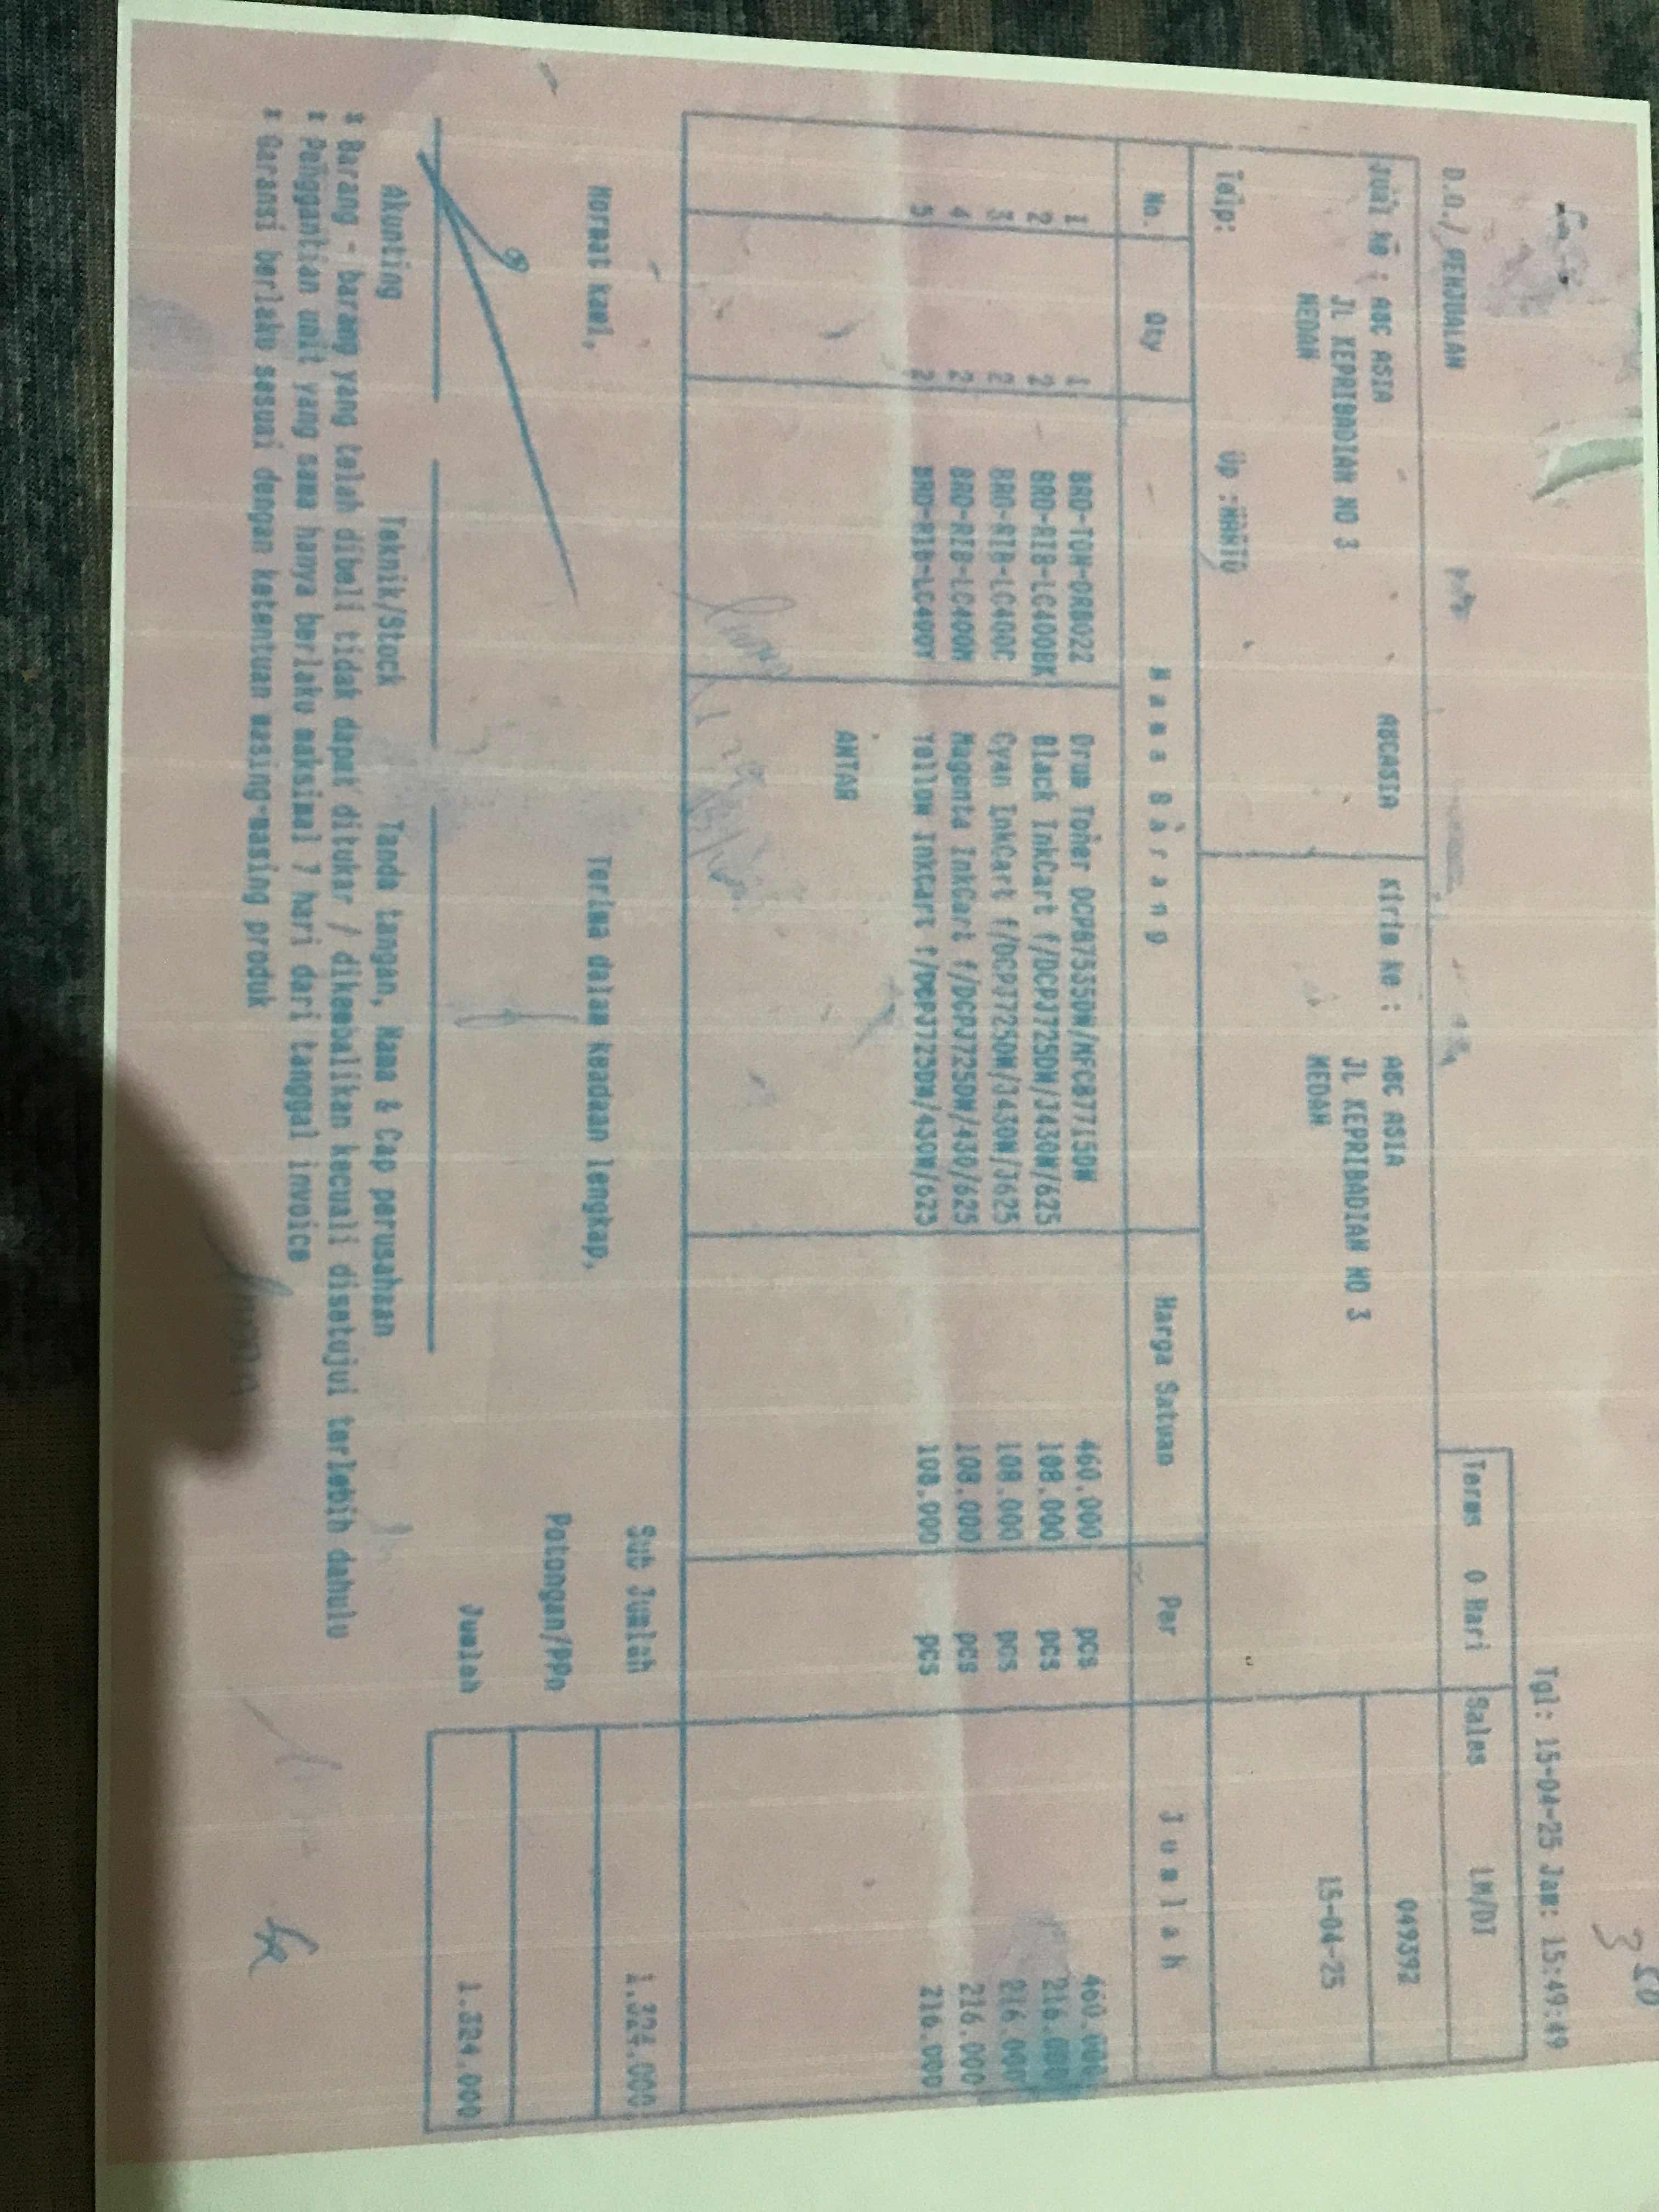 Tgl: 15-04-25 Jam: 15:49:49
D.O./ PENJUALAN
Terms 0 Hari Sales LM/DI
Jual ke : ABC ASIA ABCASIA Kirim ke : ABC ASIA 049392
JL KEPRIBADIAN NO 3 JL KEPRIBADIAN NO 3
MEDAN MEDAN 15-04-25
Telp: Up :
No. Qty Nama Barang Harga Satuan Per Jumlah
1 1 BRO-TON-DRB022 Drum Toner DCPB7535DW/MFCB7715DW 460.000 pcs 460.000
2 2 BRO-RIB-LC400BK Black InkCart f/DCPJ725DW/J430W/625 108.000 pcs 216.000
3 2 BRO-RIB-LC400C Cyan InkCart f/DCPJ725DW/J430W/J625 108.000 pcs 216.000
4 2 BRO-RIB-LC400M Magenta InkCart f/DCPJ725DW/430/625 108.000 pcs 216.000
5 2 BRO-RIB-LC400Y Yellow InkCart f/DCPJ725DW/430W/625 108.000 pcs 216.000
ANTAR
Hormat kami, Terima dalam keadaan lengkap, Sub Jumlah 1.324.000
Potongan/PPn
Jumlah 1.324.000
Akunting Teknik/Stock Tanda tangan, Nama & Cap perusahaan
* Barang - barang yang telah dibeli tidak dapat ditukar / dikembalikan kecuali disetujui terlebih dahulu
* Penggantian unit yang sama hanya berlaku maksimal 7 hari dari tanggal invoice
* Garansi berlaku sesuai dengan ketentuan masing-masing produk